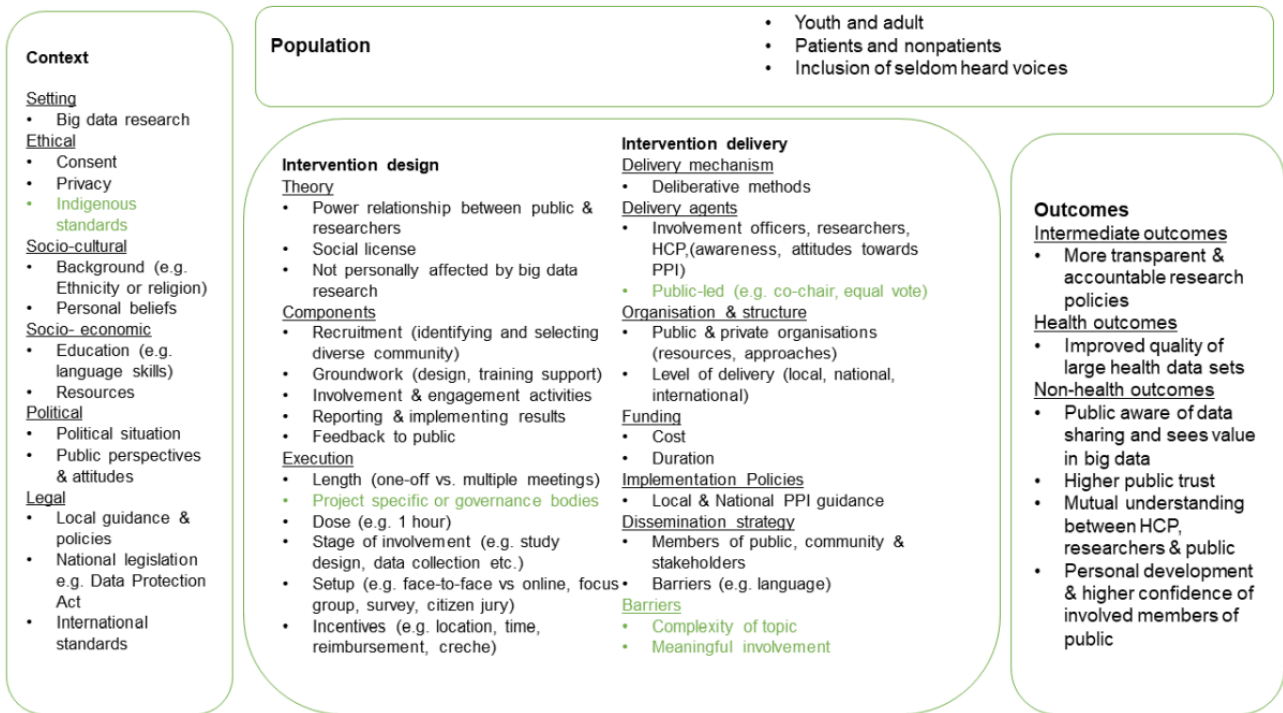 Context
Setting
• Big data research
Ethical
• Consent
• Privacy
• Indigenous
standards
Socio-cultural
• Background (e.g.
Ethnicity or religion)
• Personal beliefs
Socio- economic
• Education (e.g.
language skills)
• Resources
Political
• Political situation
• Public perspectives
& attitudes
Legal
• Local guidance &
policies
• National legislation
e.g. Data Protection
Act
• International
standards
Population
• Youth and adult
• Patients and nonpatients
• Inclusion of seldom heard voices
Intervention design
Theory
• Power relationship between public &
researchers
• Social license
• Not personally affected by big data
research
Components
• Recruitment (identifying and selecting
diverse community)
• Groundwork (design, training support)
• Involvement & engagement activities
• Reporting & implementing results
• Feedback to public
Execution
• Length (one-off vs. multiple meetings)
• Project specific or governance bodies
• Dose (e.g. 1 hour)
• Stage of involvement (e.g. study
design, data collection etc.)
• Setup (e.g. face-to-face vs online, focus
group, survey, citizen jury)
• Incentives (e.g. location, time,
reimbursement, creche)
Intervention delivery
Delivery mechanism
• Deliberative methods
Delivery agents
• Involvement officers, researchers,
HCP,(awareness, attitudes towards
PPI)
• Public-led (e.g. co-chair, equal vote)
Organisation & structure
• Public & private organisations
(resources, approaches)
• Level of delivery (local, national,
international)
Funding
• Cost
• Duration
Implementation Policies
• Local & National PPI guidance
Dissemination strategy
• Members of public, community &
stakeholders
• Barriers (e.g. language)
Barriers
• Complexity of topic
• Meaningful involvement
Outcomes
Intermediate outcomes
• More transparent &
accountable research
policies
Health outcomes
• Improved quality of
large health data sets
Non-health outcomes
• Public aware of data
sharing and sees value
in big data
• Higher public trust
• Mutual understanding
between HCP,
researchers & public
• Personal development
& higher confidence of
involved members of
public